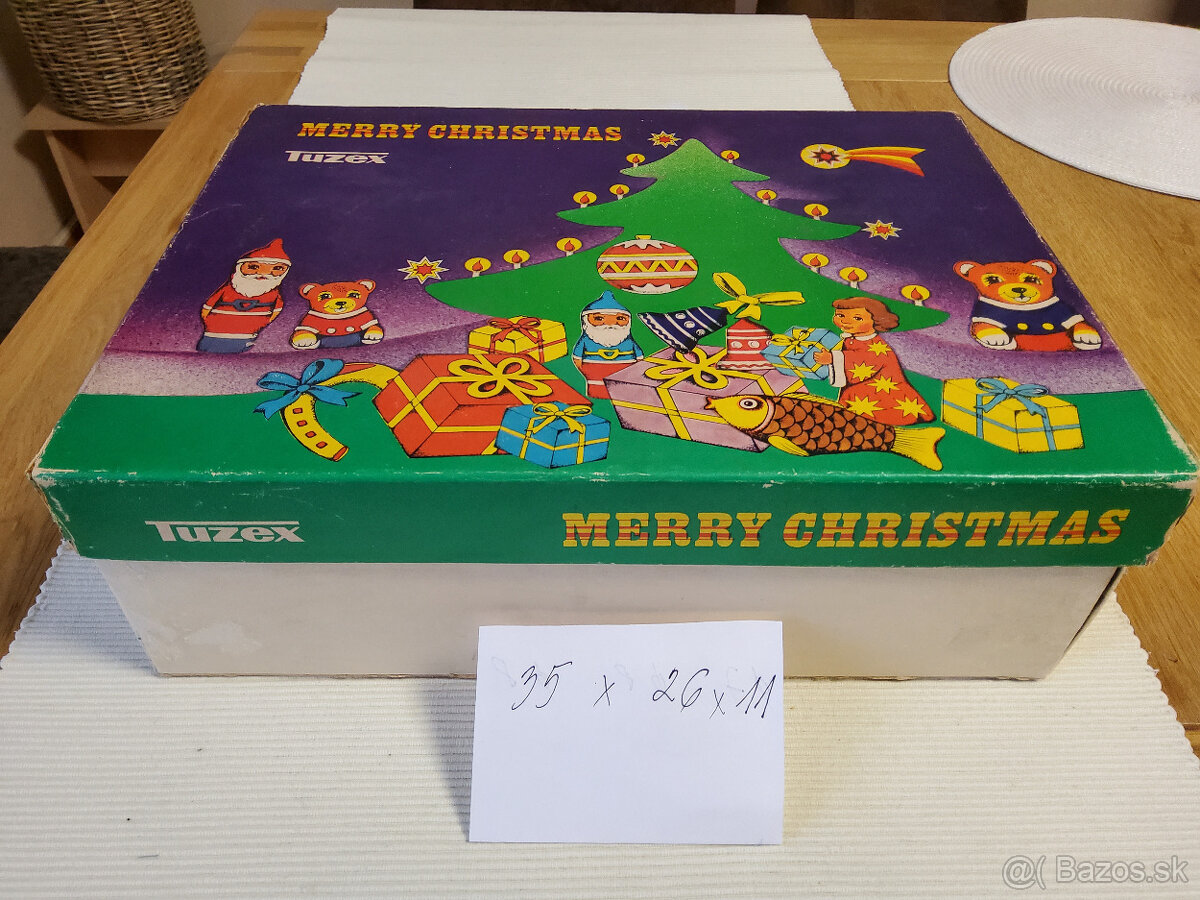 MERRY CHRISTMAS
Tuzex
Tuzex
MERRY CHRISTMAS
35 x 26 x 11
@( Bazos.sk